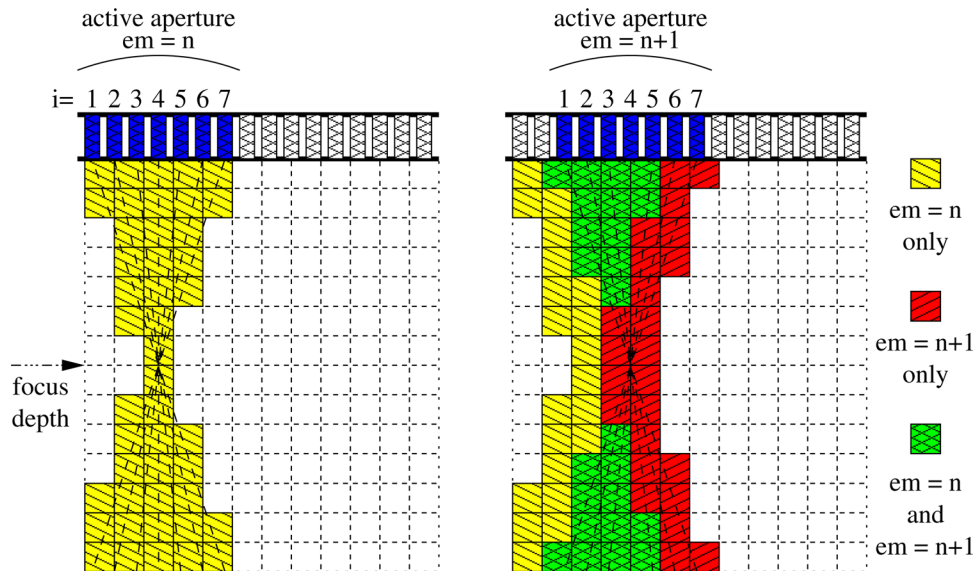 active aperture
em = n
i= 1 2 3 4 5 6 7
focus
depth
active aperture
em = n+1
1 2 3 4 5 6 7
em = n
only
em = n+1
only
em = n
and
em = n+1